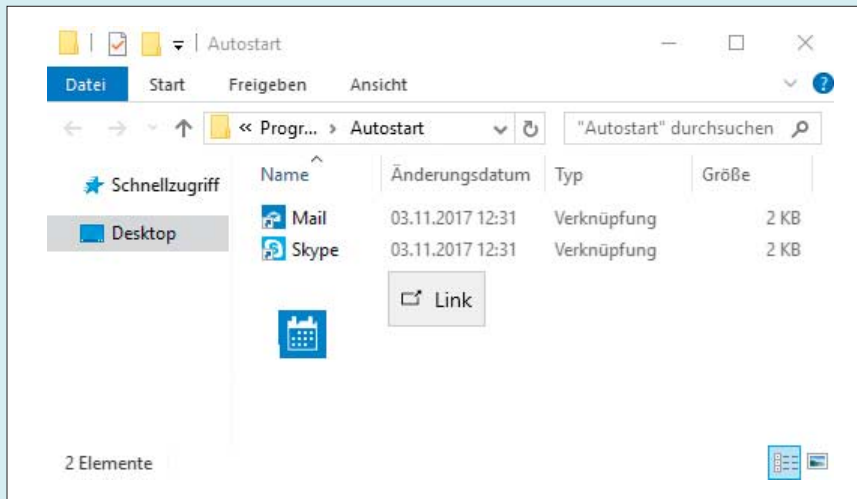 Autostart
Datei Start Freigeben Ansicht
« Progr... > Autostart "Autostart" durchsuchen
Schnellzugriff
Desktop
Name Änderungsdatum Typ Größe
Mail 03.11.2017 12:31 Verknüpfung 2 KB
Skype 03.11.2017 12:31 Verknüpfung 2 KB
Link
2 Elemente